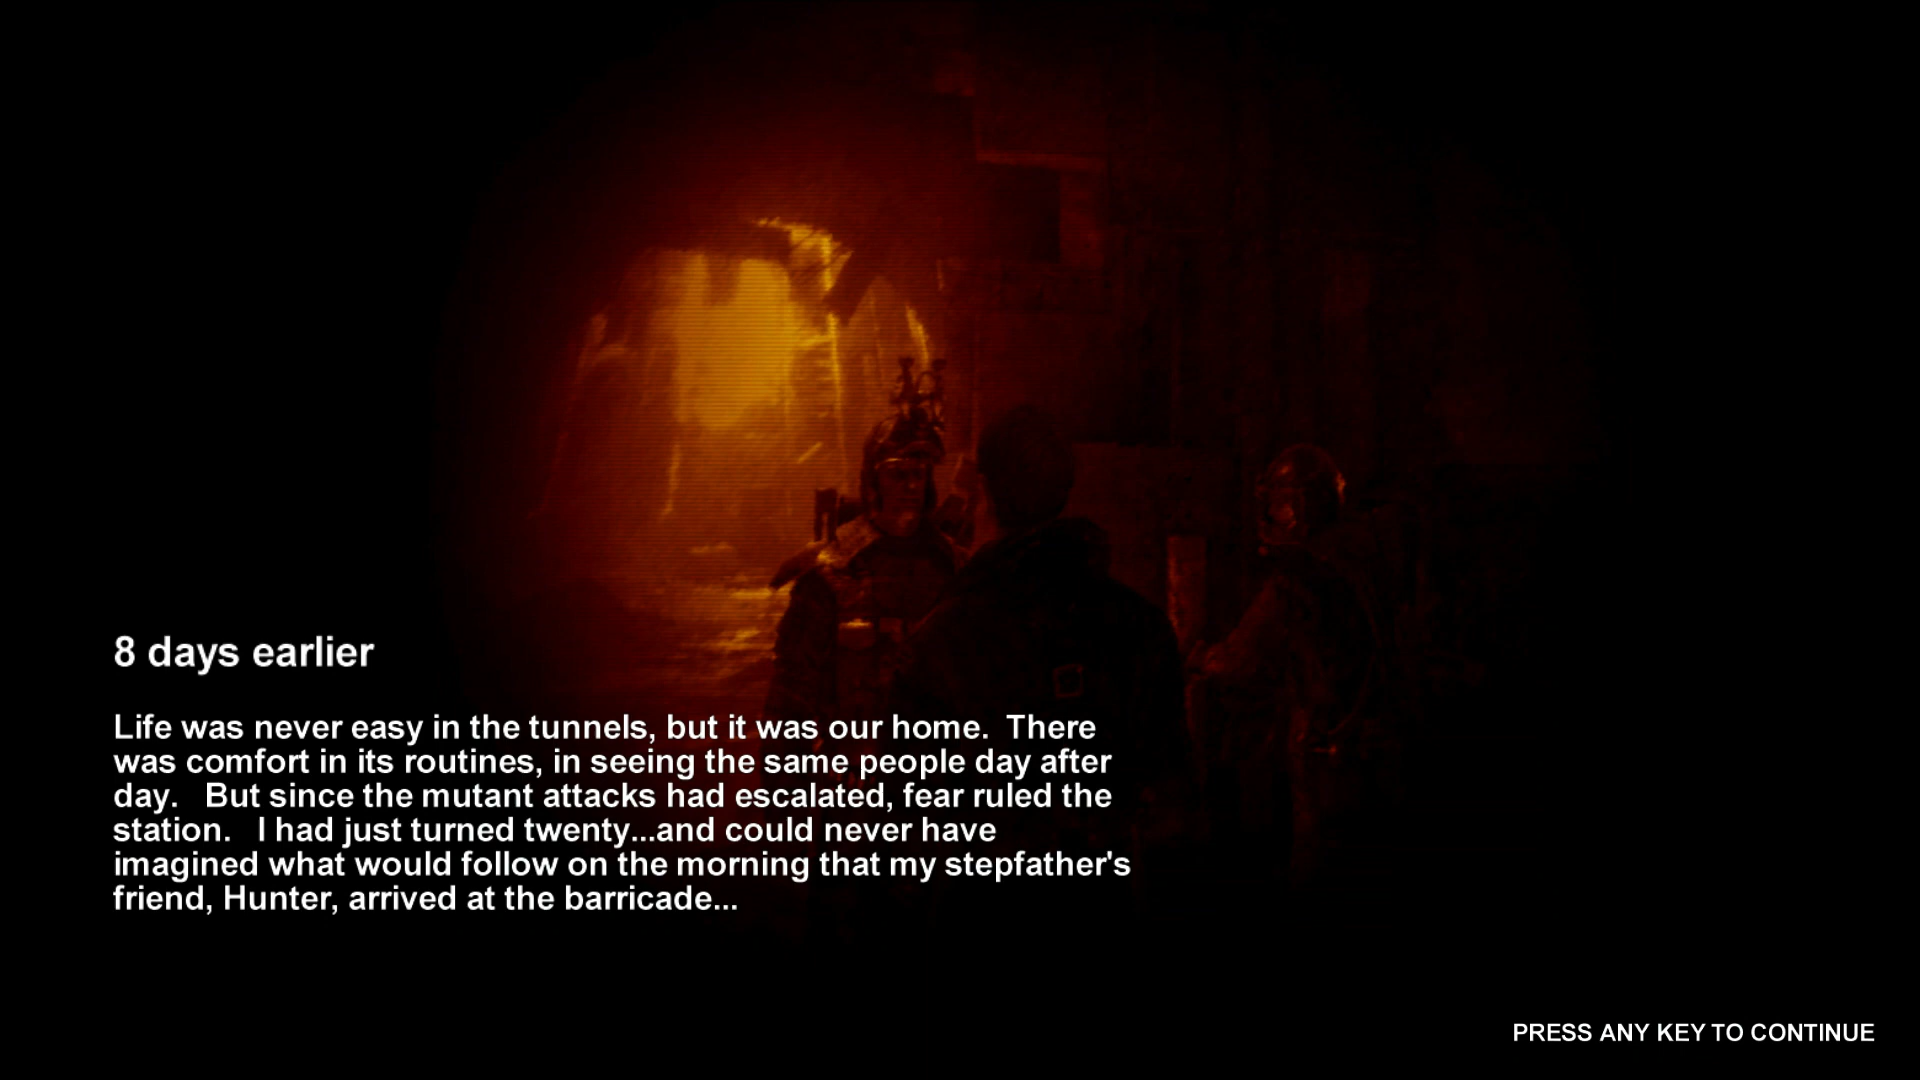 8 days earlier
Life was never easy in the tunnels, but it was our home.  There
was comfort in its routines, in seeing the same people day after
day.   But since the mutant attacks had escalated, fear ruled the
station.   I had just turned twenty...and could never have
imagined what would follow on the morning that my stepfather's
friend, Hunter, arrived at the barricade...
PRESS ANY KEY TO CONTINUE